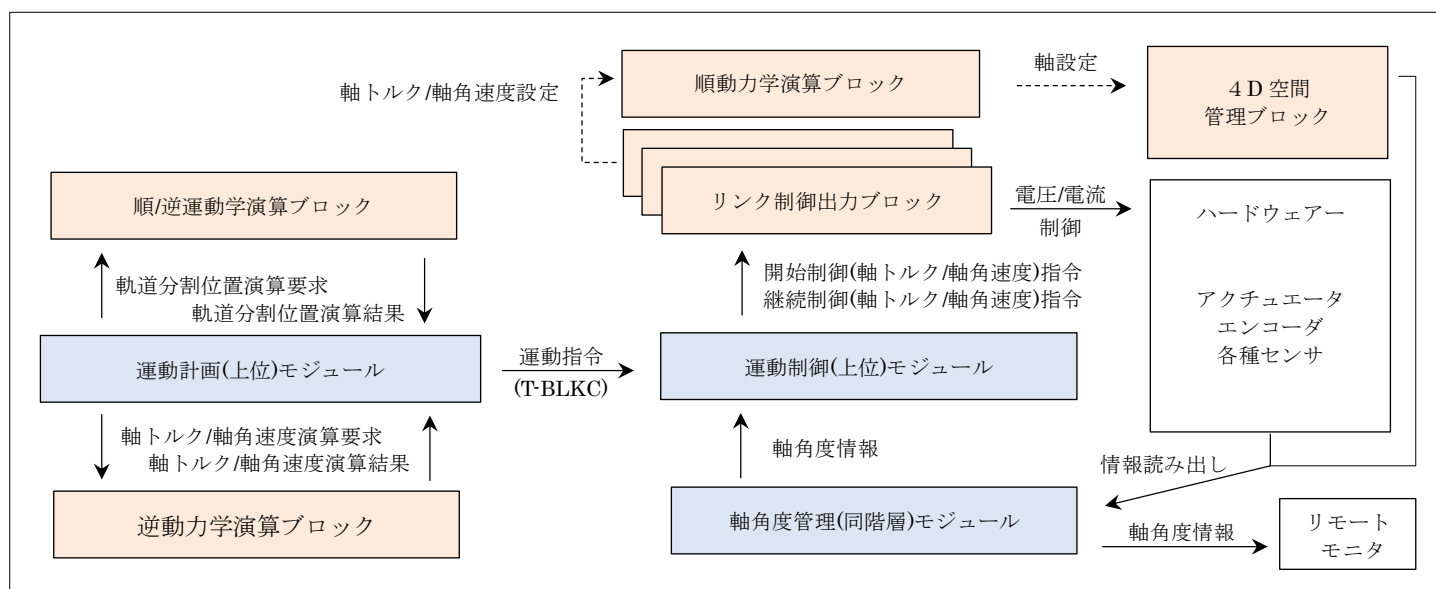 順動力学演算ブロック
軸設定
4D 空間
管理ブロック
軸トルク/軸角速度設定
リンク制御出力ブロック
電圧/電流
制御
ハードウェアー
アクチュエータ
エンコーダ
各種センサ
順/逆運動学演算ブロック
開始制御(軸トルク/軸角速度)指令
継続制御(軸トルク/軸角速度)指令
軌道分割位置演算要求
軌道分割位置演算結果
運動計画(上位)モジュール
運動指令
(T-BLKC)
運動制御(上位)モジュール
軸トルク/軸角速度演算要求
軸トルク/軸角速度演算結果
軸角度情報
情報読み出し
逆動力学演算ブロック
軸角度管理(同階層)モジュール
軸角度情報
リモート
モニタ